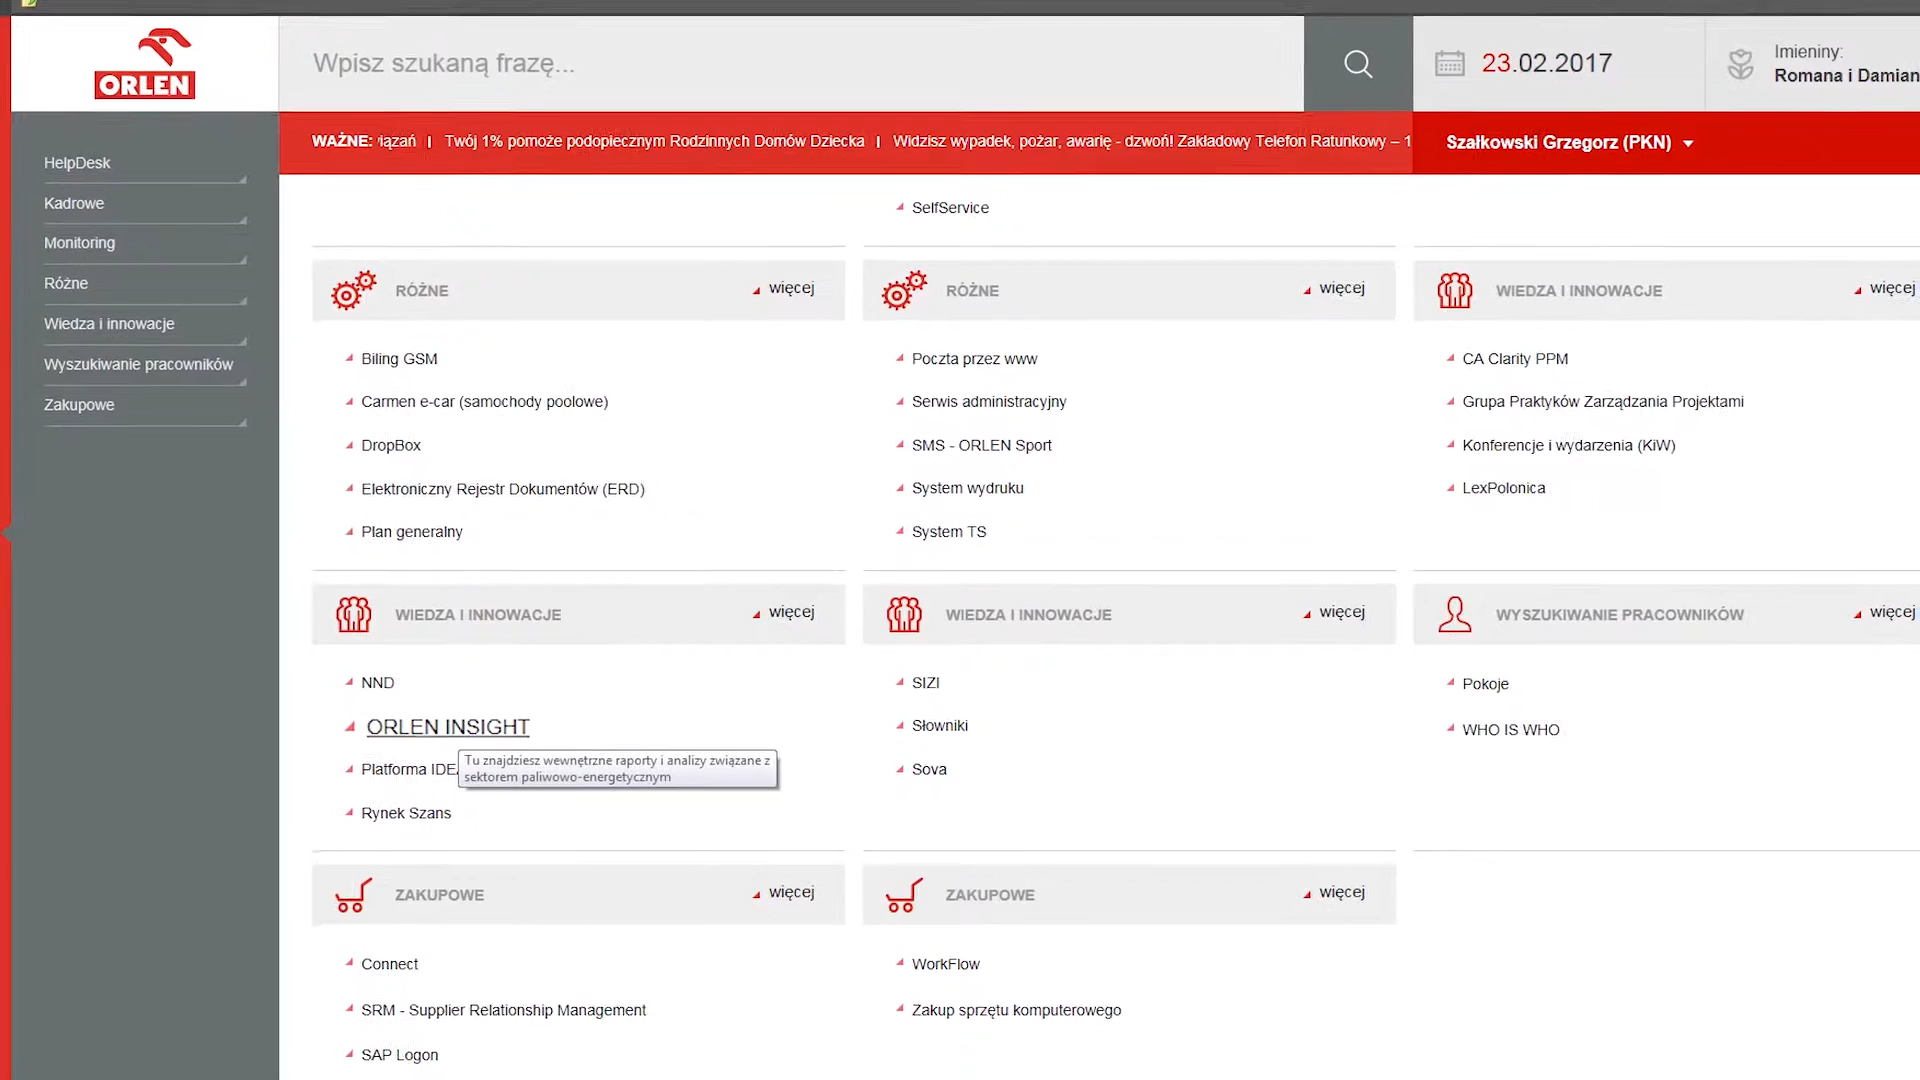 ORLEN
Wpisz szukaną frazę...
23.02.2017
Imieniny:
Romana i Damian
WAŻNE: iązań | Twój 1% pomoże podopiecznym Rodzinnych Domów Dziecka | Widzisz wypadek, pożar, awarię - dzwoń! Zakładowy Telefon Ratunkowy – 1
Szałkowski Grzegorz (PKN)
HelpDesk
Kadrowe
Monitoring
Różne
Wiedza i innowacje
Wyszukiwanie pracowników
Zakupowe
SelfService
RÓŻNE więcej
Biling GSM
Carmen e-car (samochody poolowe)
DropBox
Elektroniczny Rejestr Dokumentów (ERD)
Plan generalny
RÓŻNE więcej
Poczta przez www
Serwis administracyjny
SMS - ORLEN Sport
System wydruku
System TS
WIEDZA I INNOWACJE więcej
CA Clarity PPM
Grupa Praktyków Zarządzania Projektami
Konferencje i wydarzenia (KiW)
LexPolonica
WIEDZA I INNOWACJE więcej
NND
ORLEN INSIGHT
Tu znajdziesz wewnętrzne raporty i analizy związane z
sektorem paliwowo-energetycznym
Platforma IDE
Rynek Szans
WIEDZA I INNOWACJE więcej
SIZI
Słowniki
Sova
WYSZUKIWANIE PRACOWNIKÓW więcej
Pokoje
WHO IS WHO
ZAKUPOWE więcej
Connect
SRM - Supplier Relationship Management
SAP Logon
ZAKUPOWE więcej
WorkFlow
Zakup sprzętu komputerowego